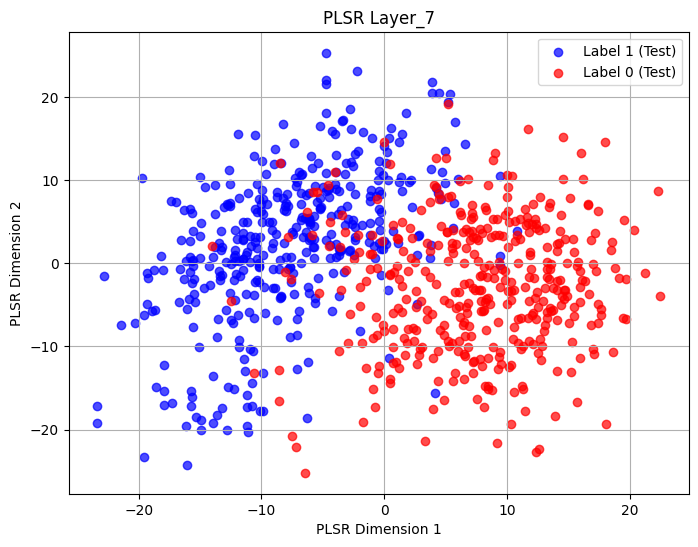 PLSR Layer_7
Label 1 (Test)
Label 0 (Test)
20
10
0
−10
−20
PLSR Dimension 2
−20
−10
0
10
20
PLSR Dimension 1